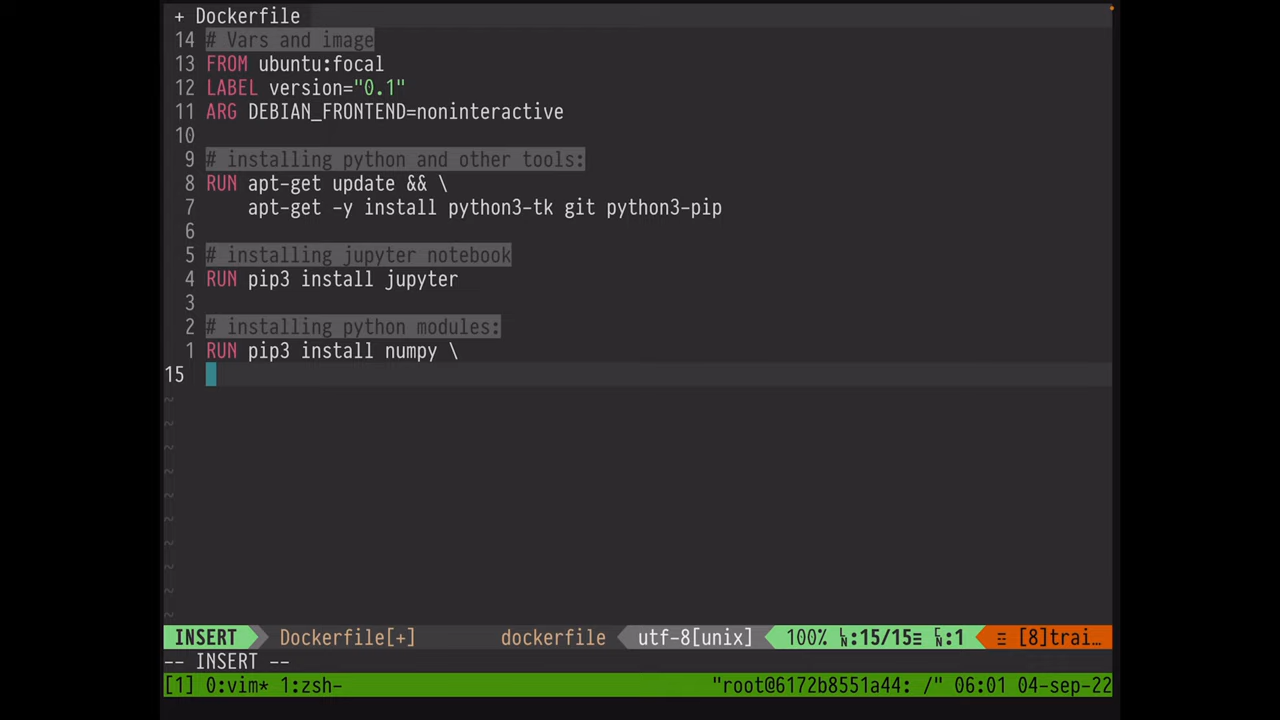 + Dockerfile
14 # Vars and image
13 FROM ubuntu:focal
12 LABEL version="0.1"
11 ARG DEBIAN_FRONTEND=noninteractive
10
9 # installing python and other tools:
8 RUN apt-get update && \
7     apt-get -y install python3-tk git python3-pip
6
5 # installing jupyter notebook
4 RUN pip3 install jupyter
3
2 # installing python modules:
1 RUN pip3 install numpy \
15
~
~
~
~
~
~
~
~
~
~
INSERT Dockerfile[+] dockerfile utf-8[unix] 100% ㏑:15/15≡ ㏇:1 Ξ [8]trai…
-- INSERT --
[1] 0:vim* 1:zsh- "root@6172b8551a44: /" 06:01 04-sep-22